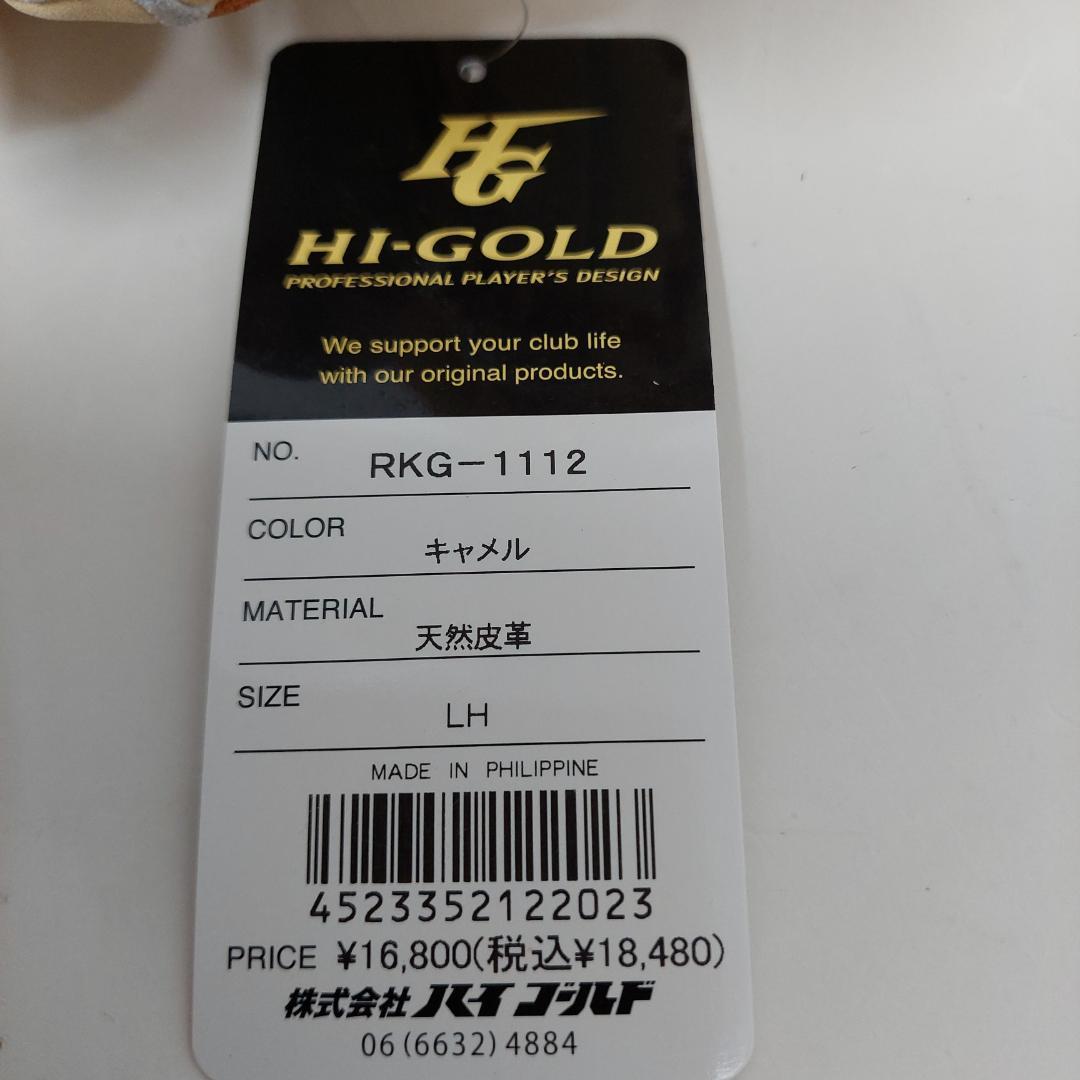 HG
HI-GOLD
PROFESSIONAL PLAYER'S DESIGN
We support your club life
with our original products.
NO. RKG-1112
COLOR キャメル
MATERIAL 天然皮革
SIZE LH
MADE IN PHILIPPINE
4523352122023
PRICE ¥16,800(税込¥18,480)
株式会社ハイゴールド
06(6632)4884